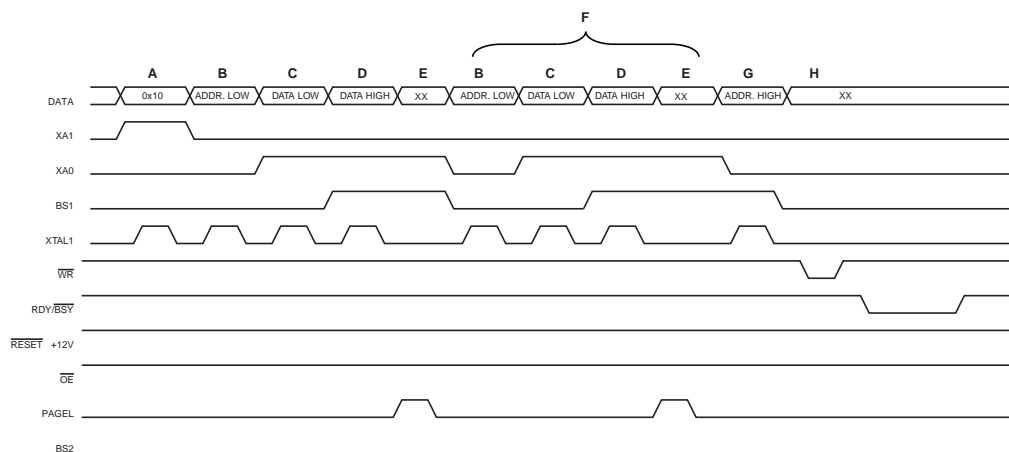 F
A B C D E B C D E G H
DATA 0x10 ADDR. LOW DATA LOW DATA HIGH XX ADDR. LOW DATA LOW DATA HIGH XX ADDR. HIGH XX
XA1
XA0
BS1
XTAL1
WR
RDY/BSY
RESET +12V
OE
PAGEL
BS2